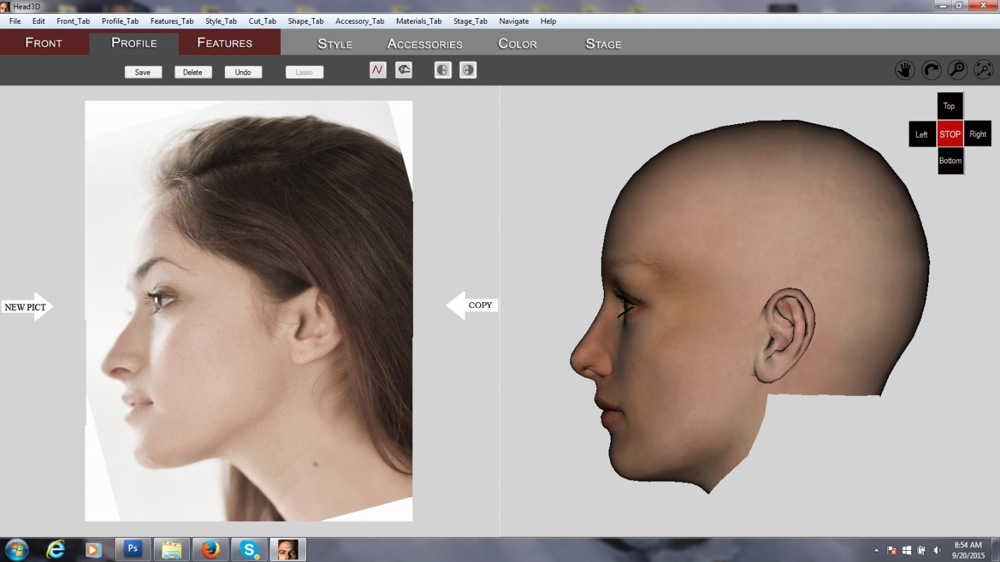 Head3D
File Edit Front_Tab Profile_Tab Features_Tab Style_Tab Cut_Tab Shape_Tab Accessory_Tab Materials_Tab Stage_Tab Navigate Help
FRONT PROFILE FEATURES STYLE ACCESSORIES COLOR STAGE
Save Delete Undo Lasso
Top
Left STOP Right
Bottom
NEW PICT COPY
Ps
8:54 AM
9/20/2015